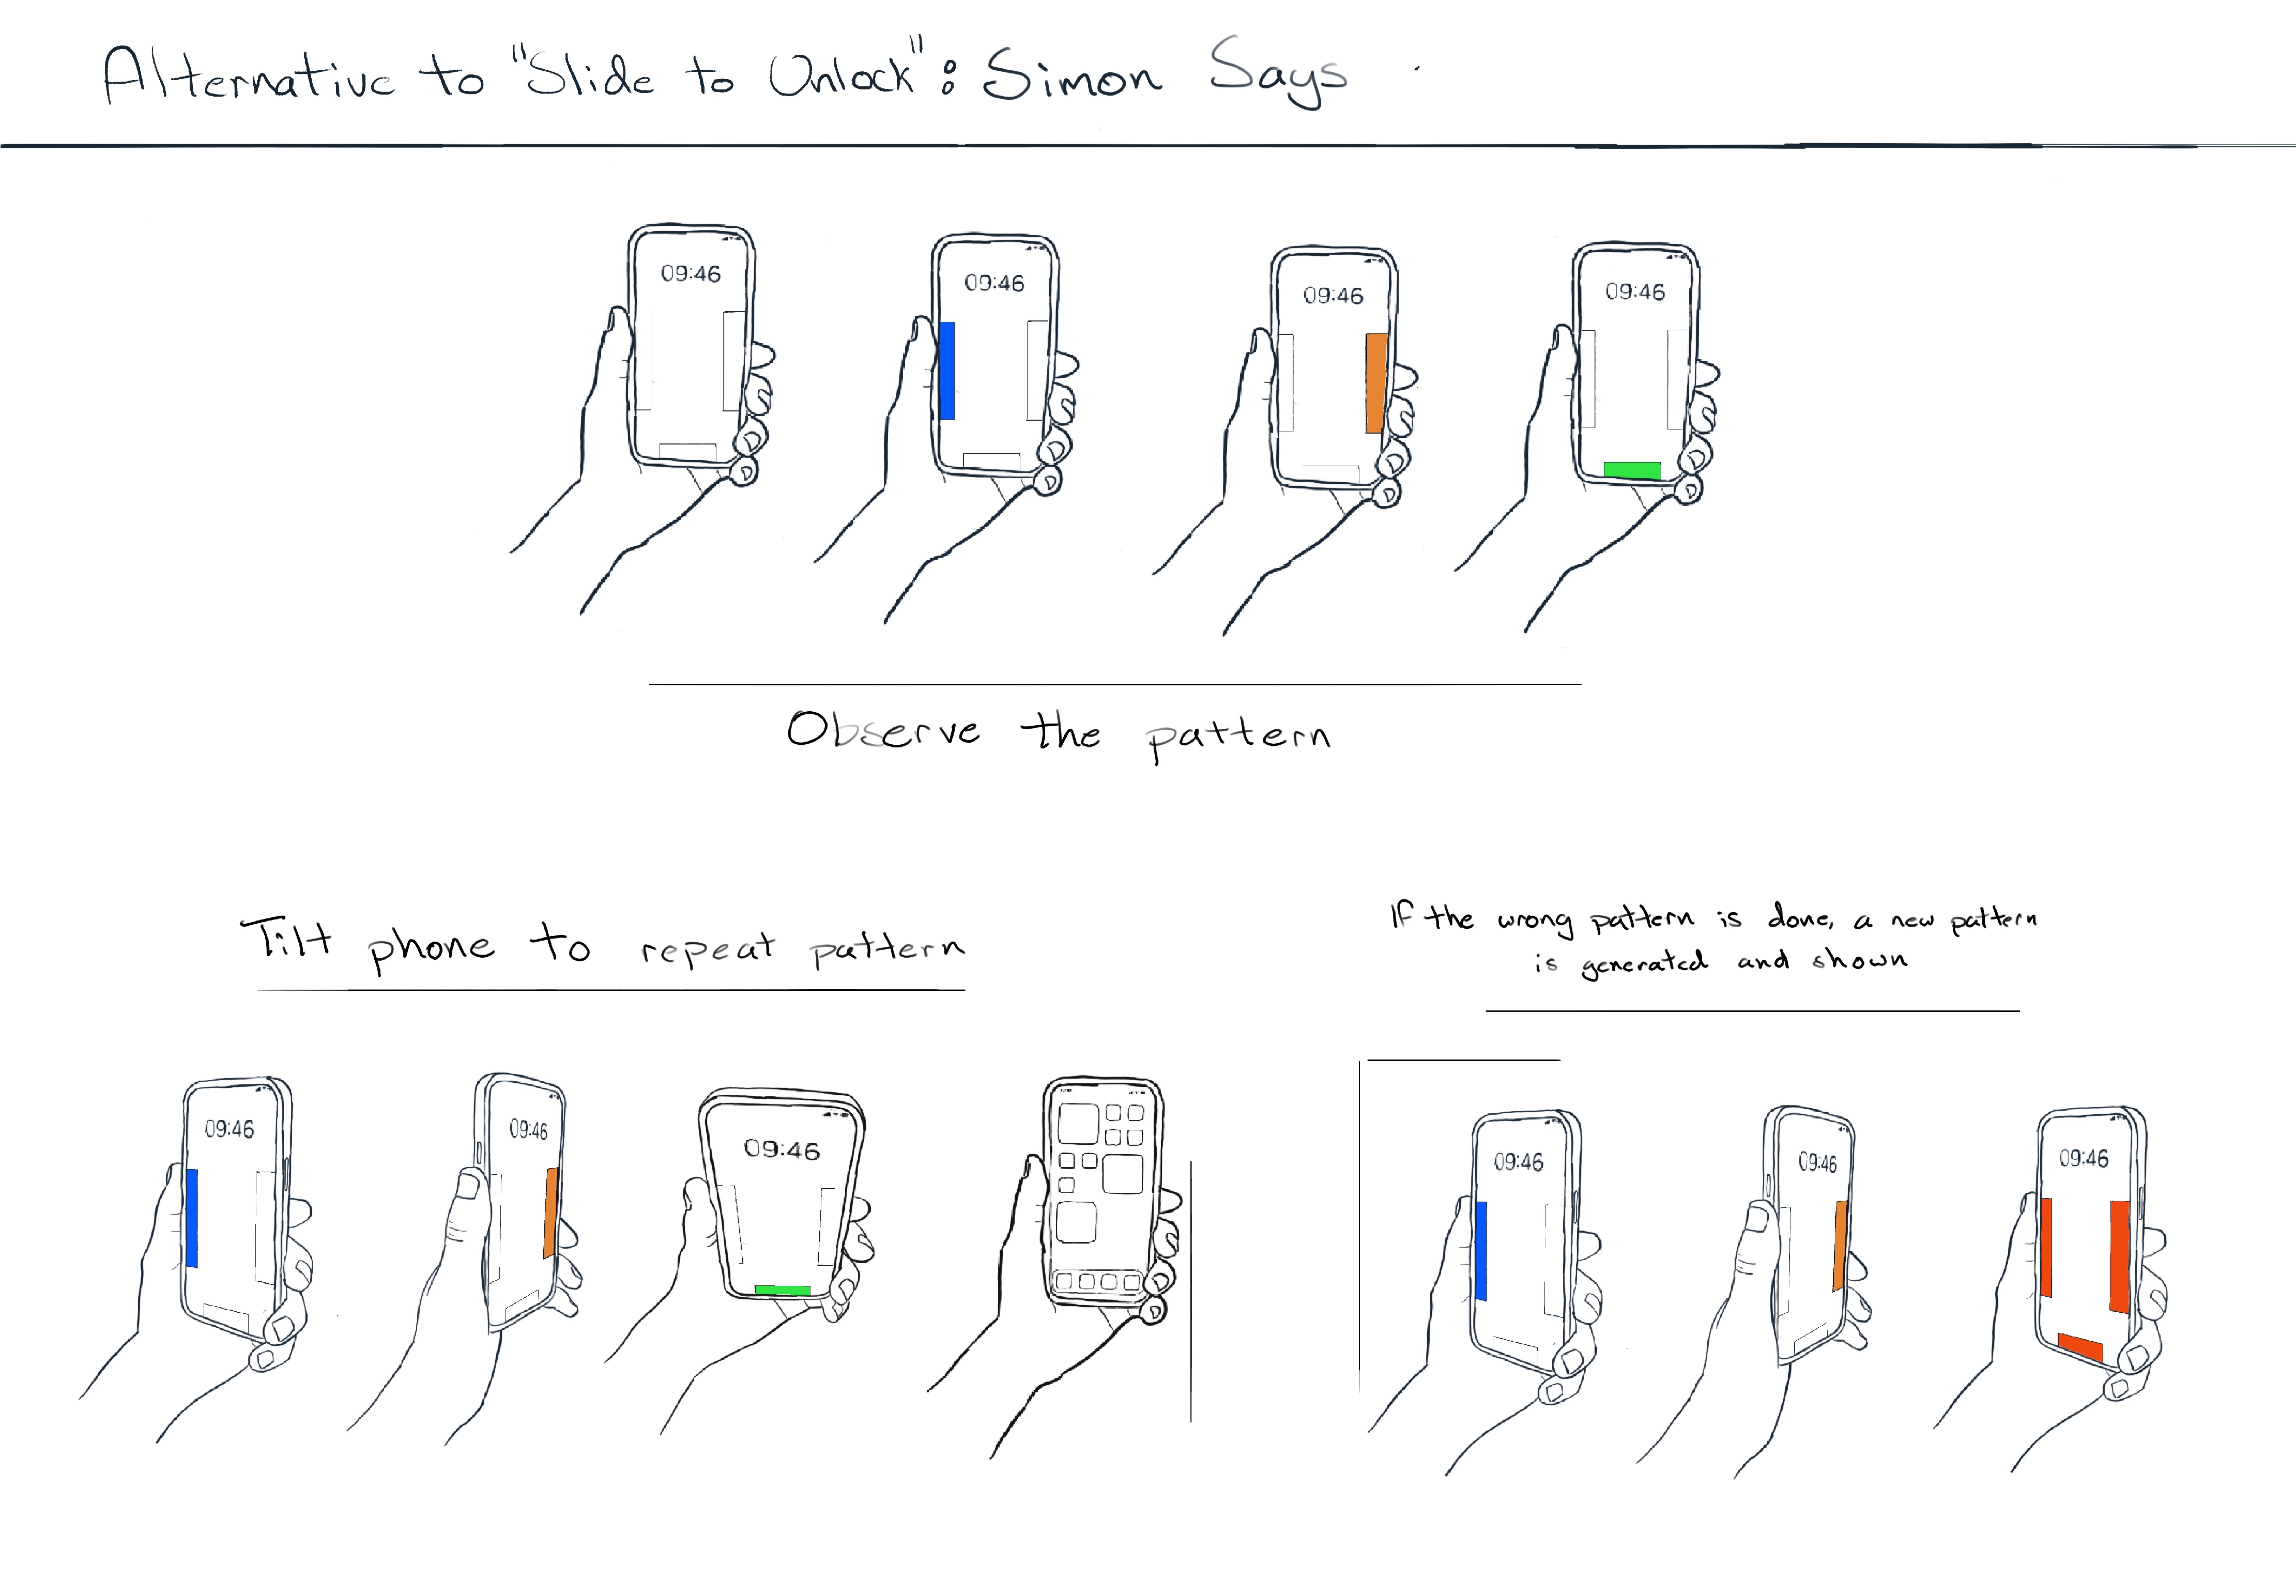 Alternative to "Slide to Unlock": Simon Says
09:46
09:46
09:46
09:46
Observe the pattern
Tilt phone to repeat pattern
If the wrong pattern is done, a new pattern
is generated and shown
09:46
09:46
09:46
09:46
09:46
09:46